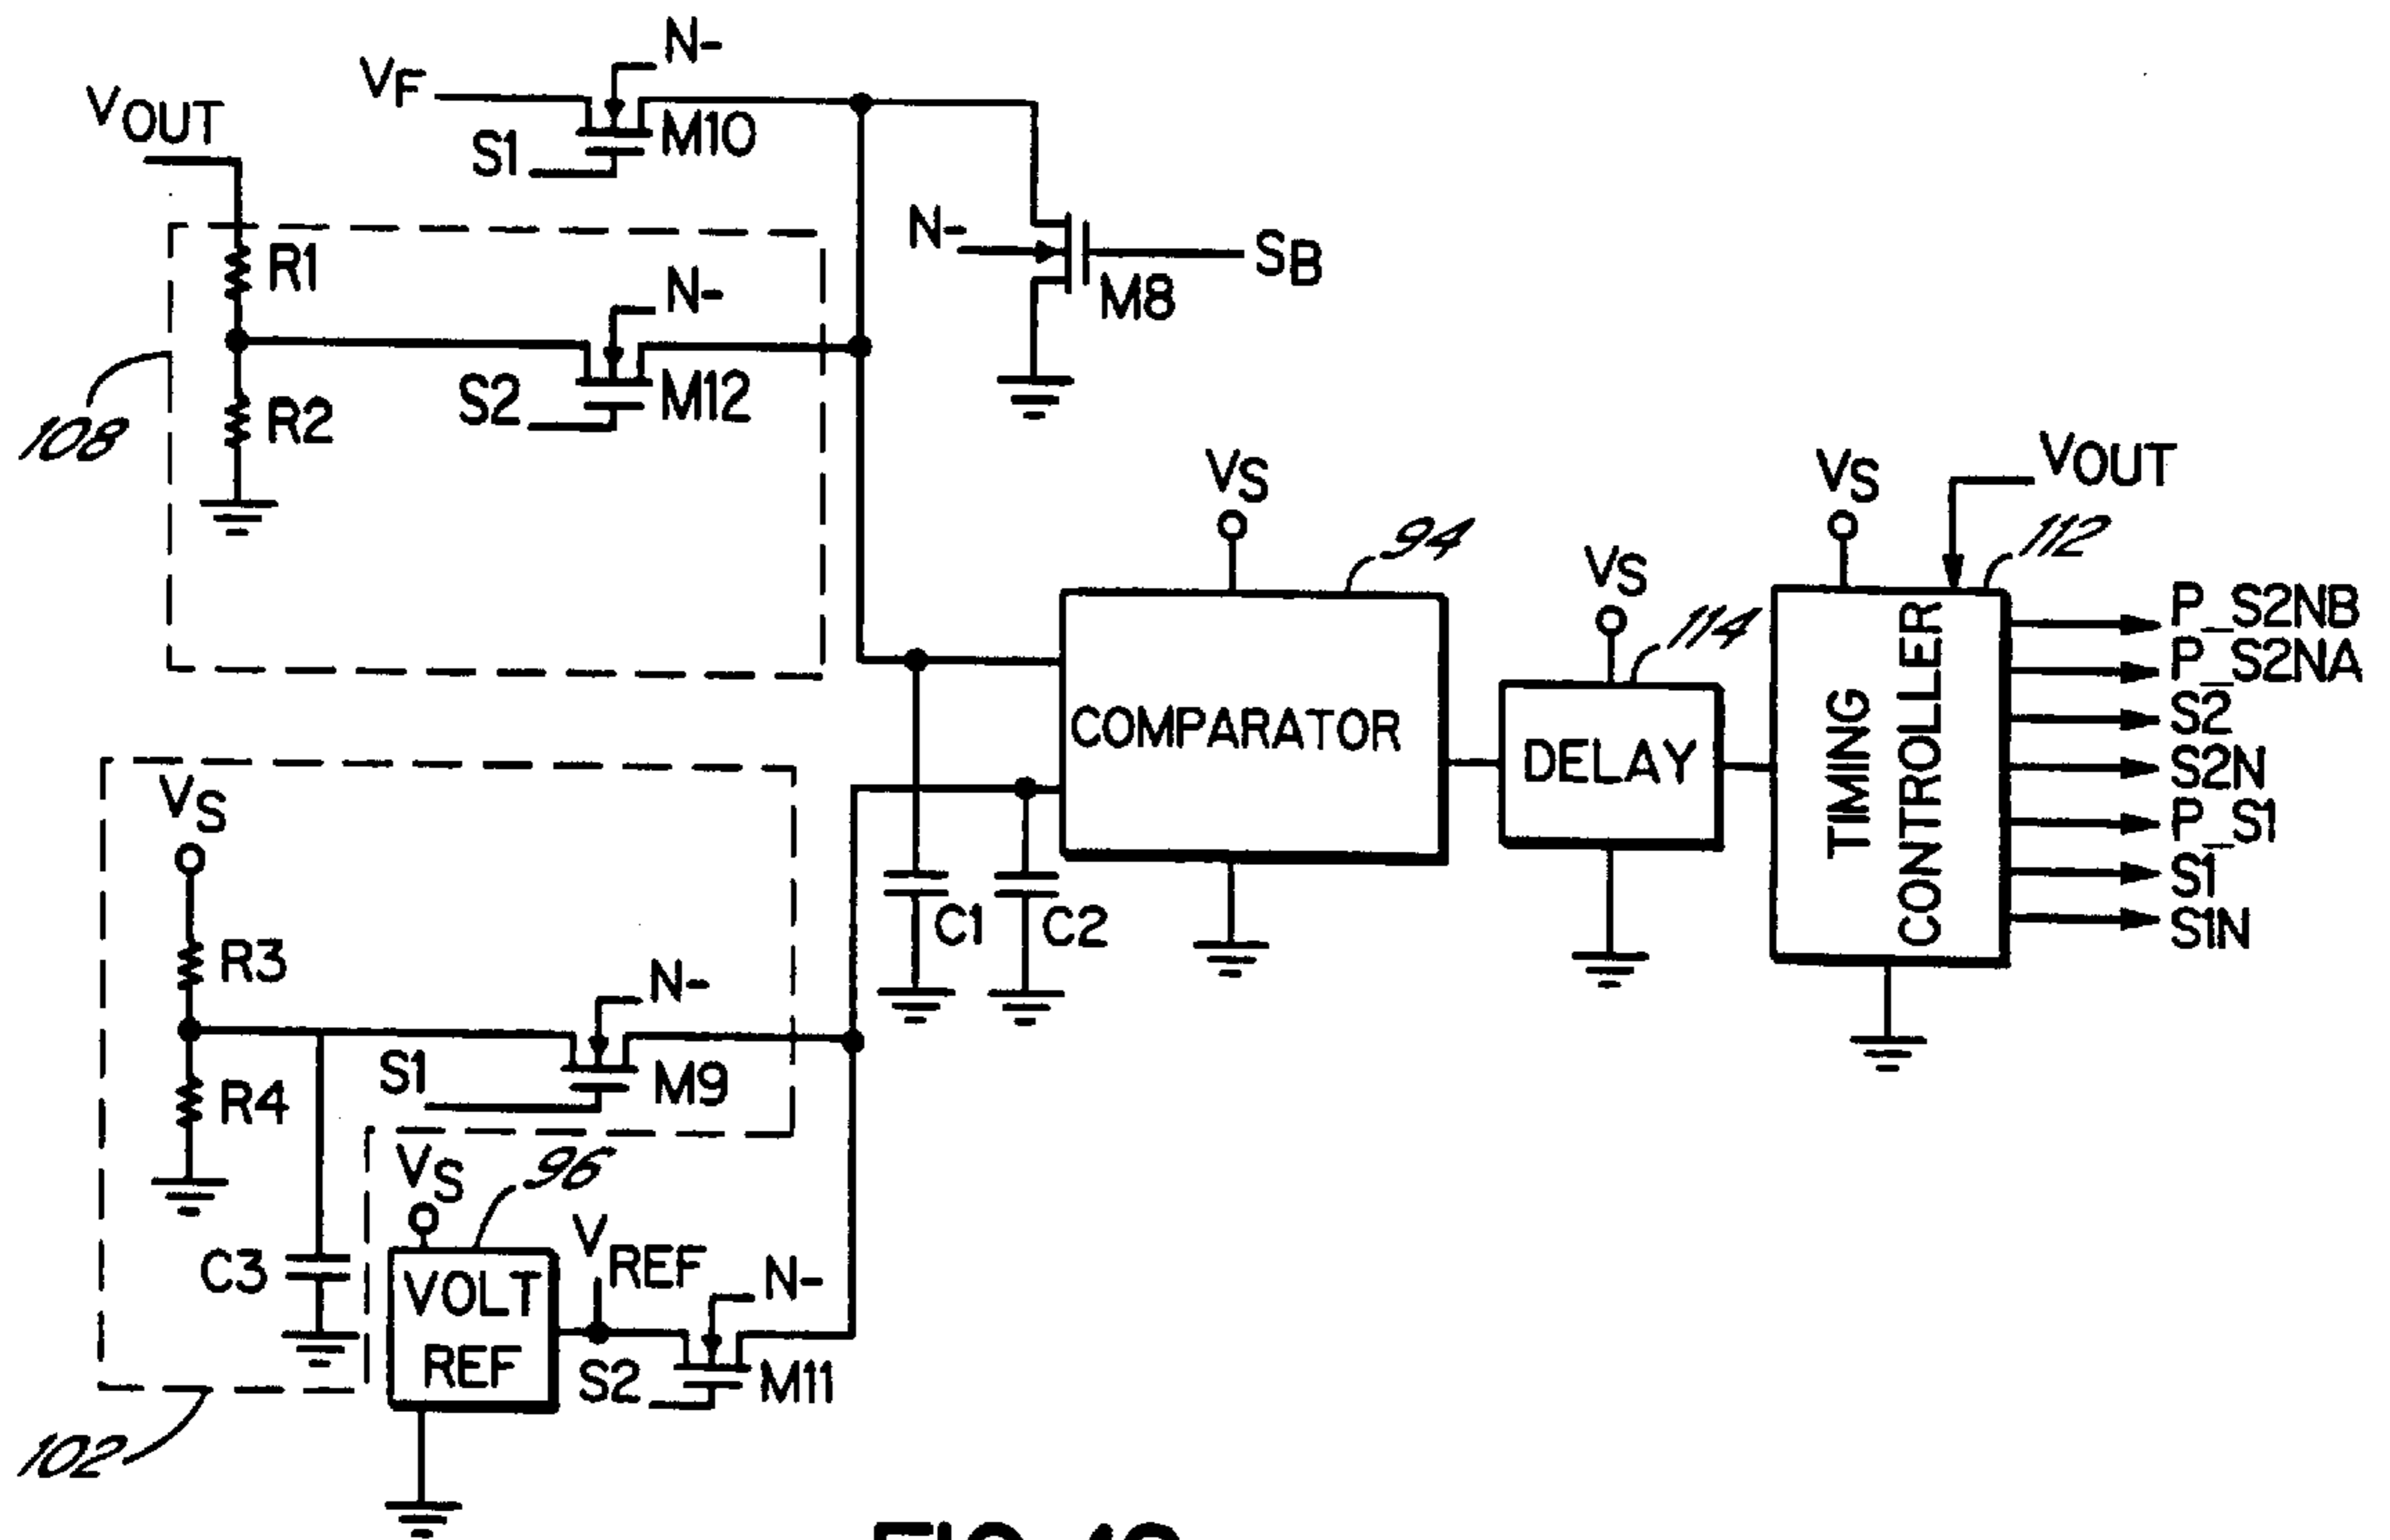 N-
VF
VOUT
S1
M10
N-
SB
M8
R1
N-
S2
M12
R2
108
VS
94
VS
VOUT
112
VS
114
COMPARATOR
DELAY
TIMING
CONTROLLER
P_S2NB
P_S2NA
S2
S2N
P_S1
S1
S1N
VS
R3
N-
S1
M9
R4
C1
C2
VS
96
C3
VOLT
REF
VREF
N-
S2
M11
102